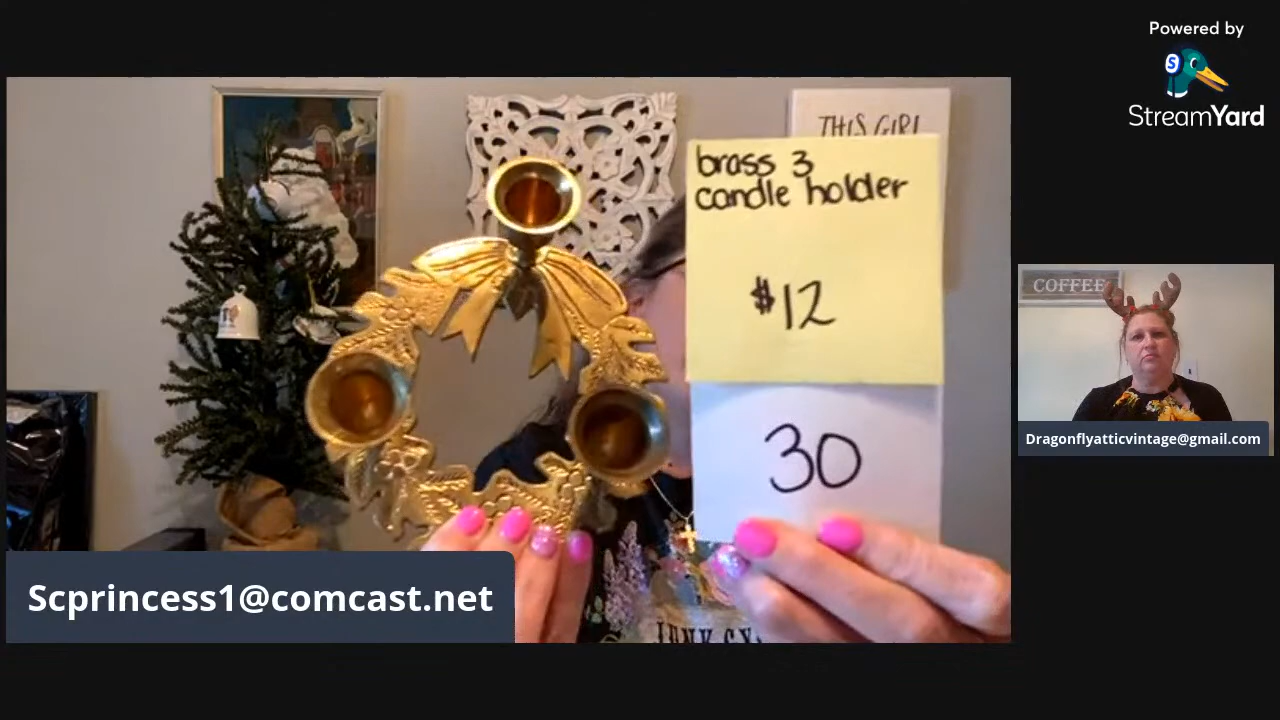 Powered by
S
StreamYard
THIS GIRL
brass 3
candle holder
$12
30
COFFEE
Dragonflyatticvintage@gmail.com
Scprincess1@comcast.net